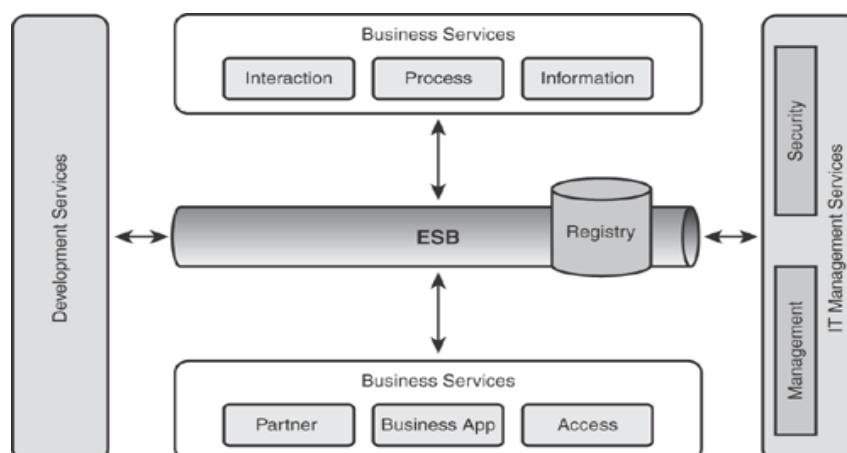 Business Services
Interaction
Process
Information
Development Services
ESB
Registry
Security
IT Management Services
Management
Business Services
Partner
Business App
Access